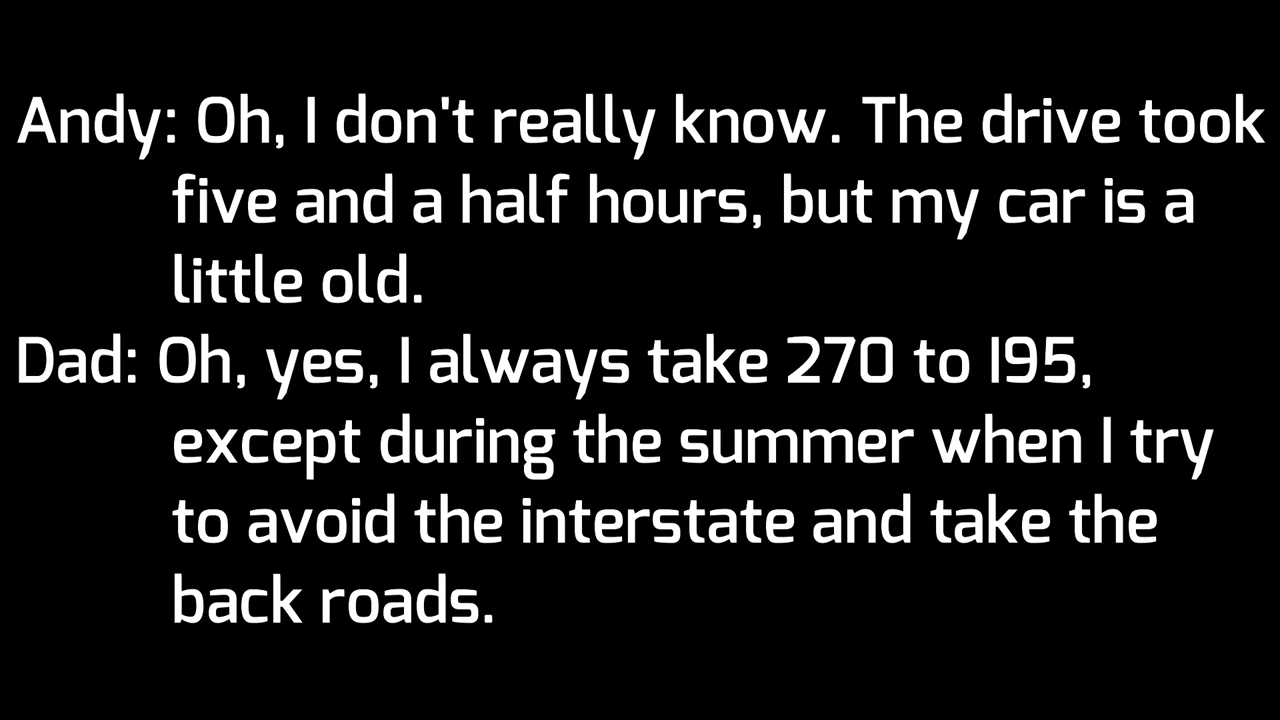 Andy: Oh, I don't really know. The drive took
five and a half hours, but my car is a
little old.
Dad: Oh, yes, I always take 270 to I95,
except during the summer when I try
to avoid the interstate and take the
back roads.